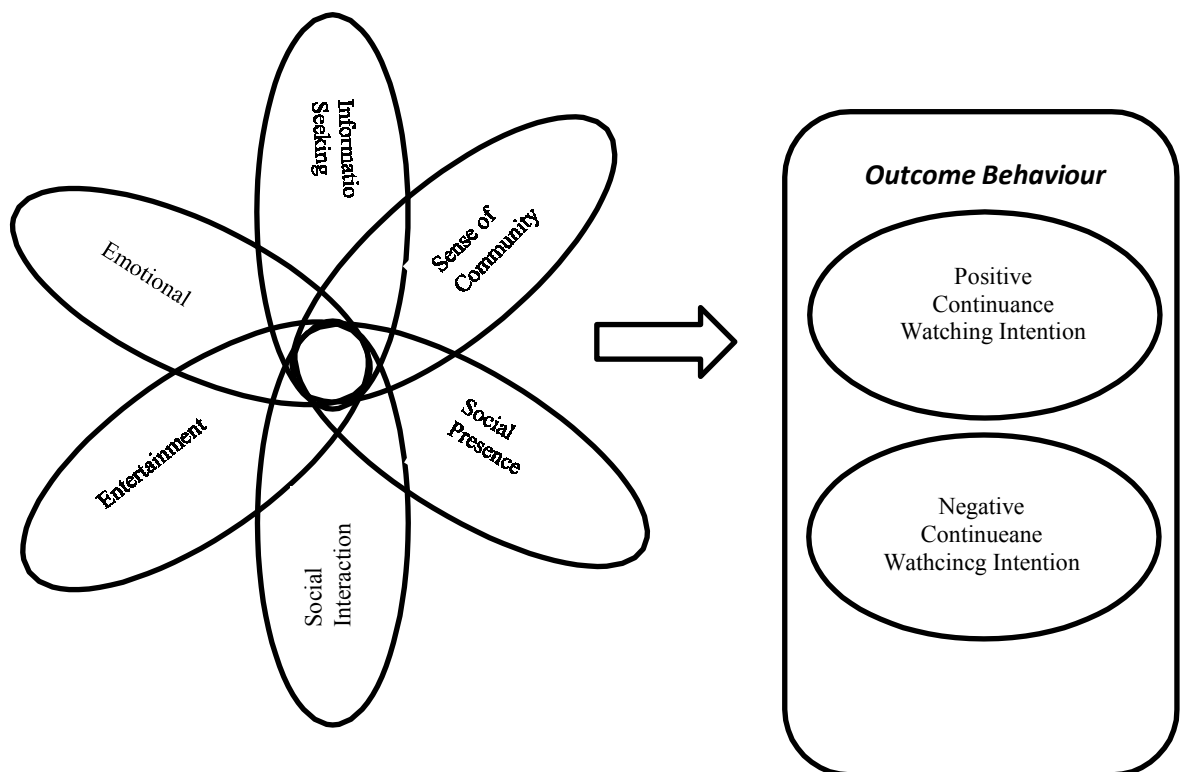 Informatio
Seeking
Sense of
Community
Emotional
Social
Presence
Entertainment
Social
Interaction
Outcome Behaviour
Positive
Continuance
Watching Intention
Negative
Continueane
Wathcincg Intention